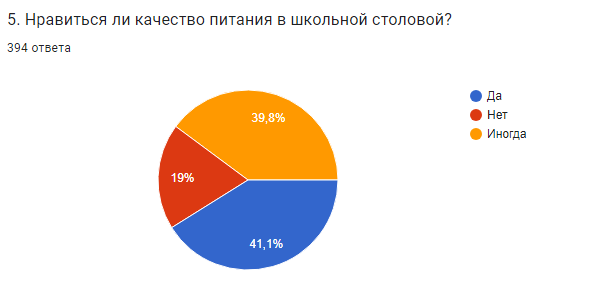 5. Нравиться ли качество питания в школьной столовой?
394 ответа
Да
Нет
Иногда
39,8%
19%
41,1%